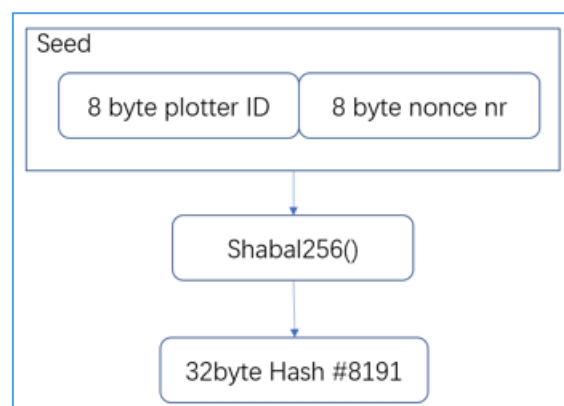 Seed
8 byte plotter ID
8 byte nonce nr
Shabal256()
32byte Hash #8191